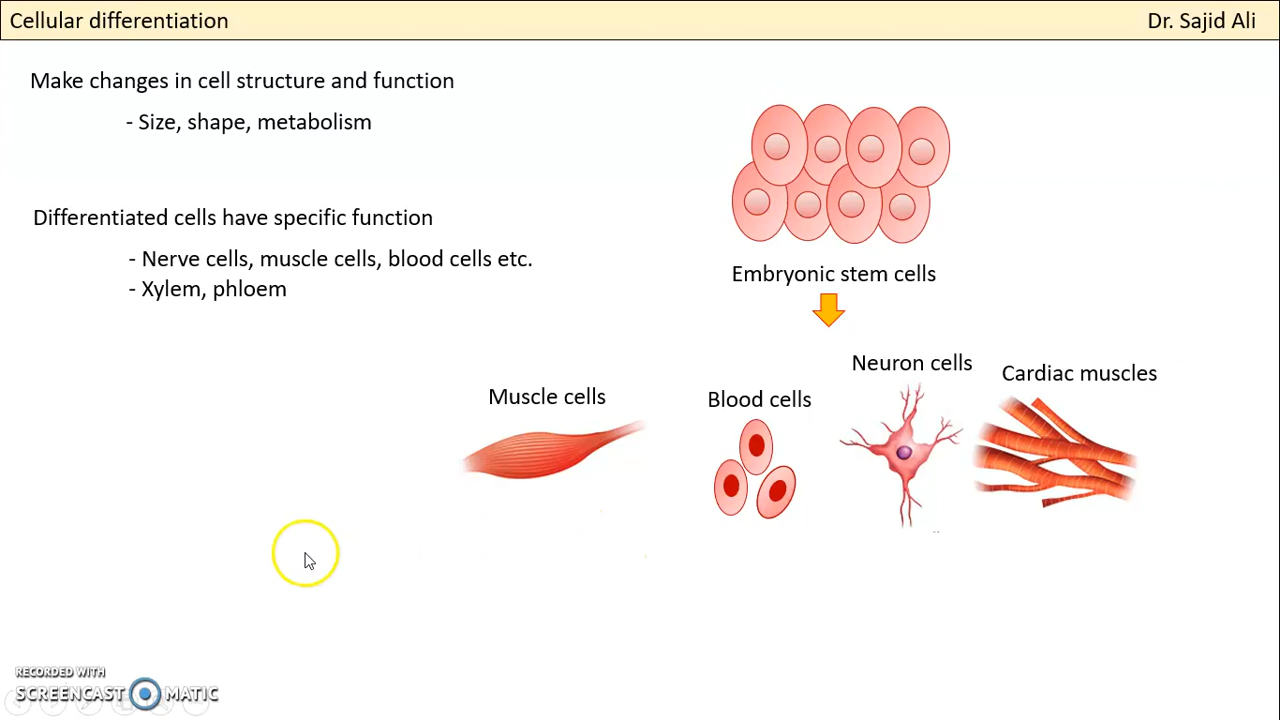 Cellular differentiation
Dr. Sajid Ali
Make changes in cell structure and function
- Size, shape, metabolism
Differentiated cells have specific function
- Nerve cells, muscle cells, blood cells etc.
- Xylem, phloem
Embryonic stem cells
Neuron cells
Cardiac muscles
Muscle cells
Blood cells
RECORDED WITH
SCREENCAST MATIC